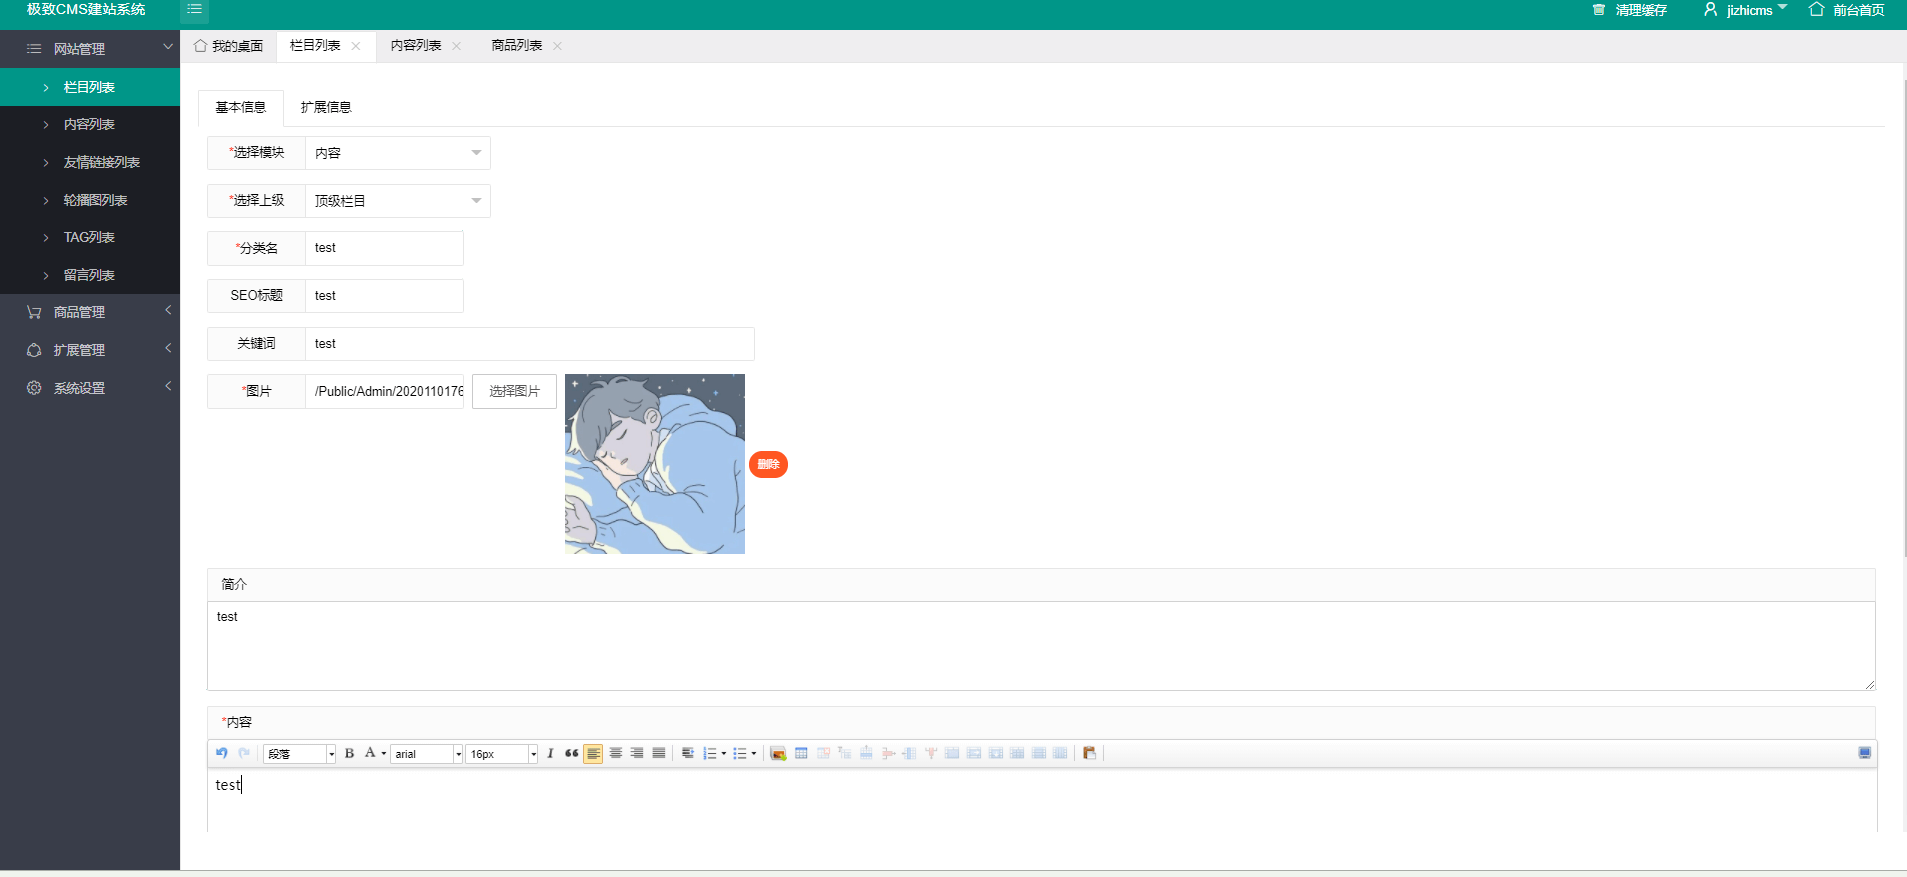 极致CMS建站系统
清理缓存 jizhicms 前台首页
网站管理
栏目列表
内容列表
友情链接列表
轮播图列表
TAG列表
留言列表
商品管理
扩展管理
系统设置
我的桌面 栏目列表 内容列表 商品列表
基本信息 扩展信息
*选择模块 内容
*选择上级 顶级栏目
*分类名 test
SEO标题 test
关键词 test
*图片 /Public/Admin/2020110176 选择图片
删除
简介
test
*内容
段落 B A arial 16px I
test